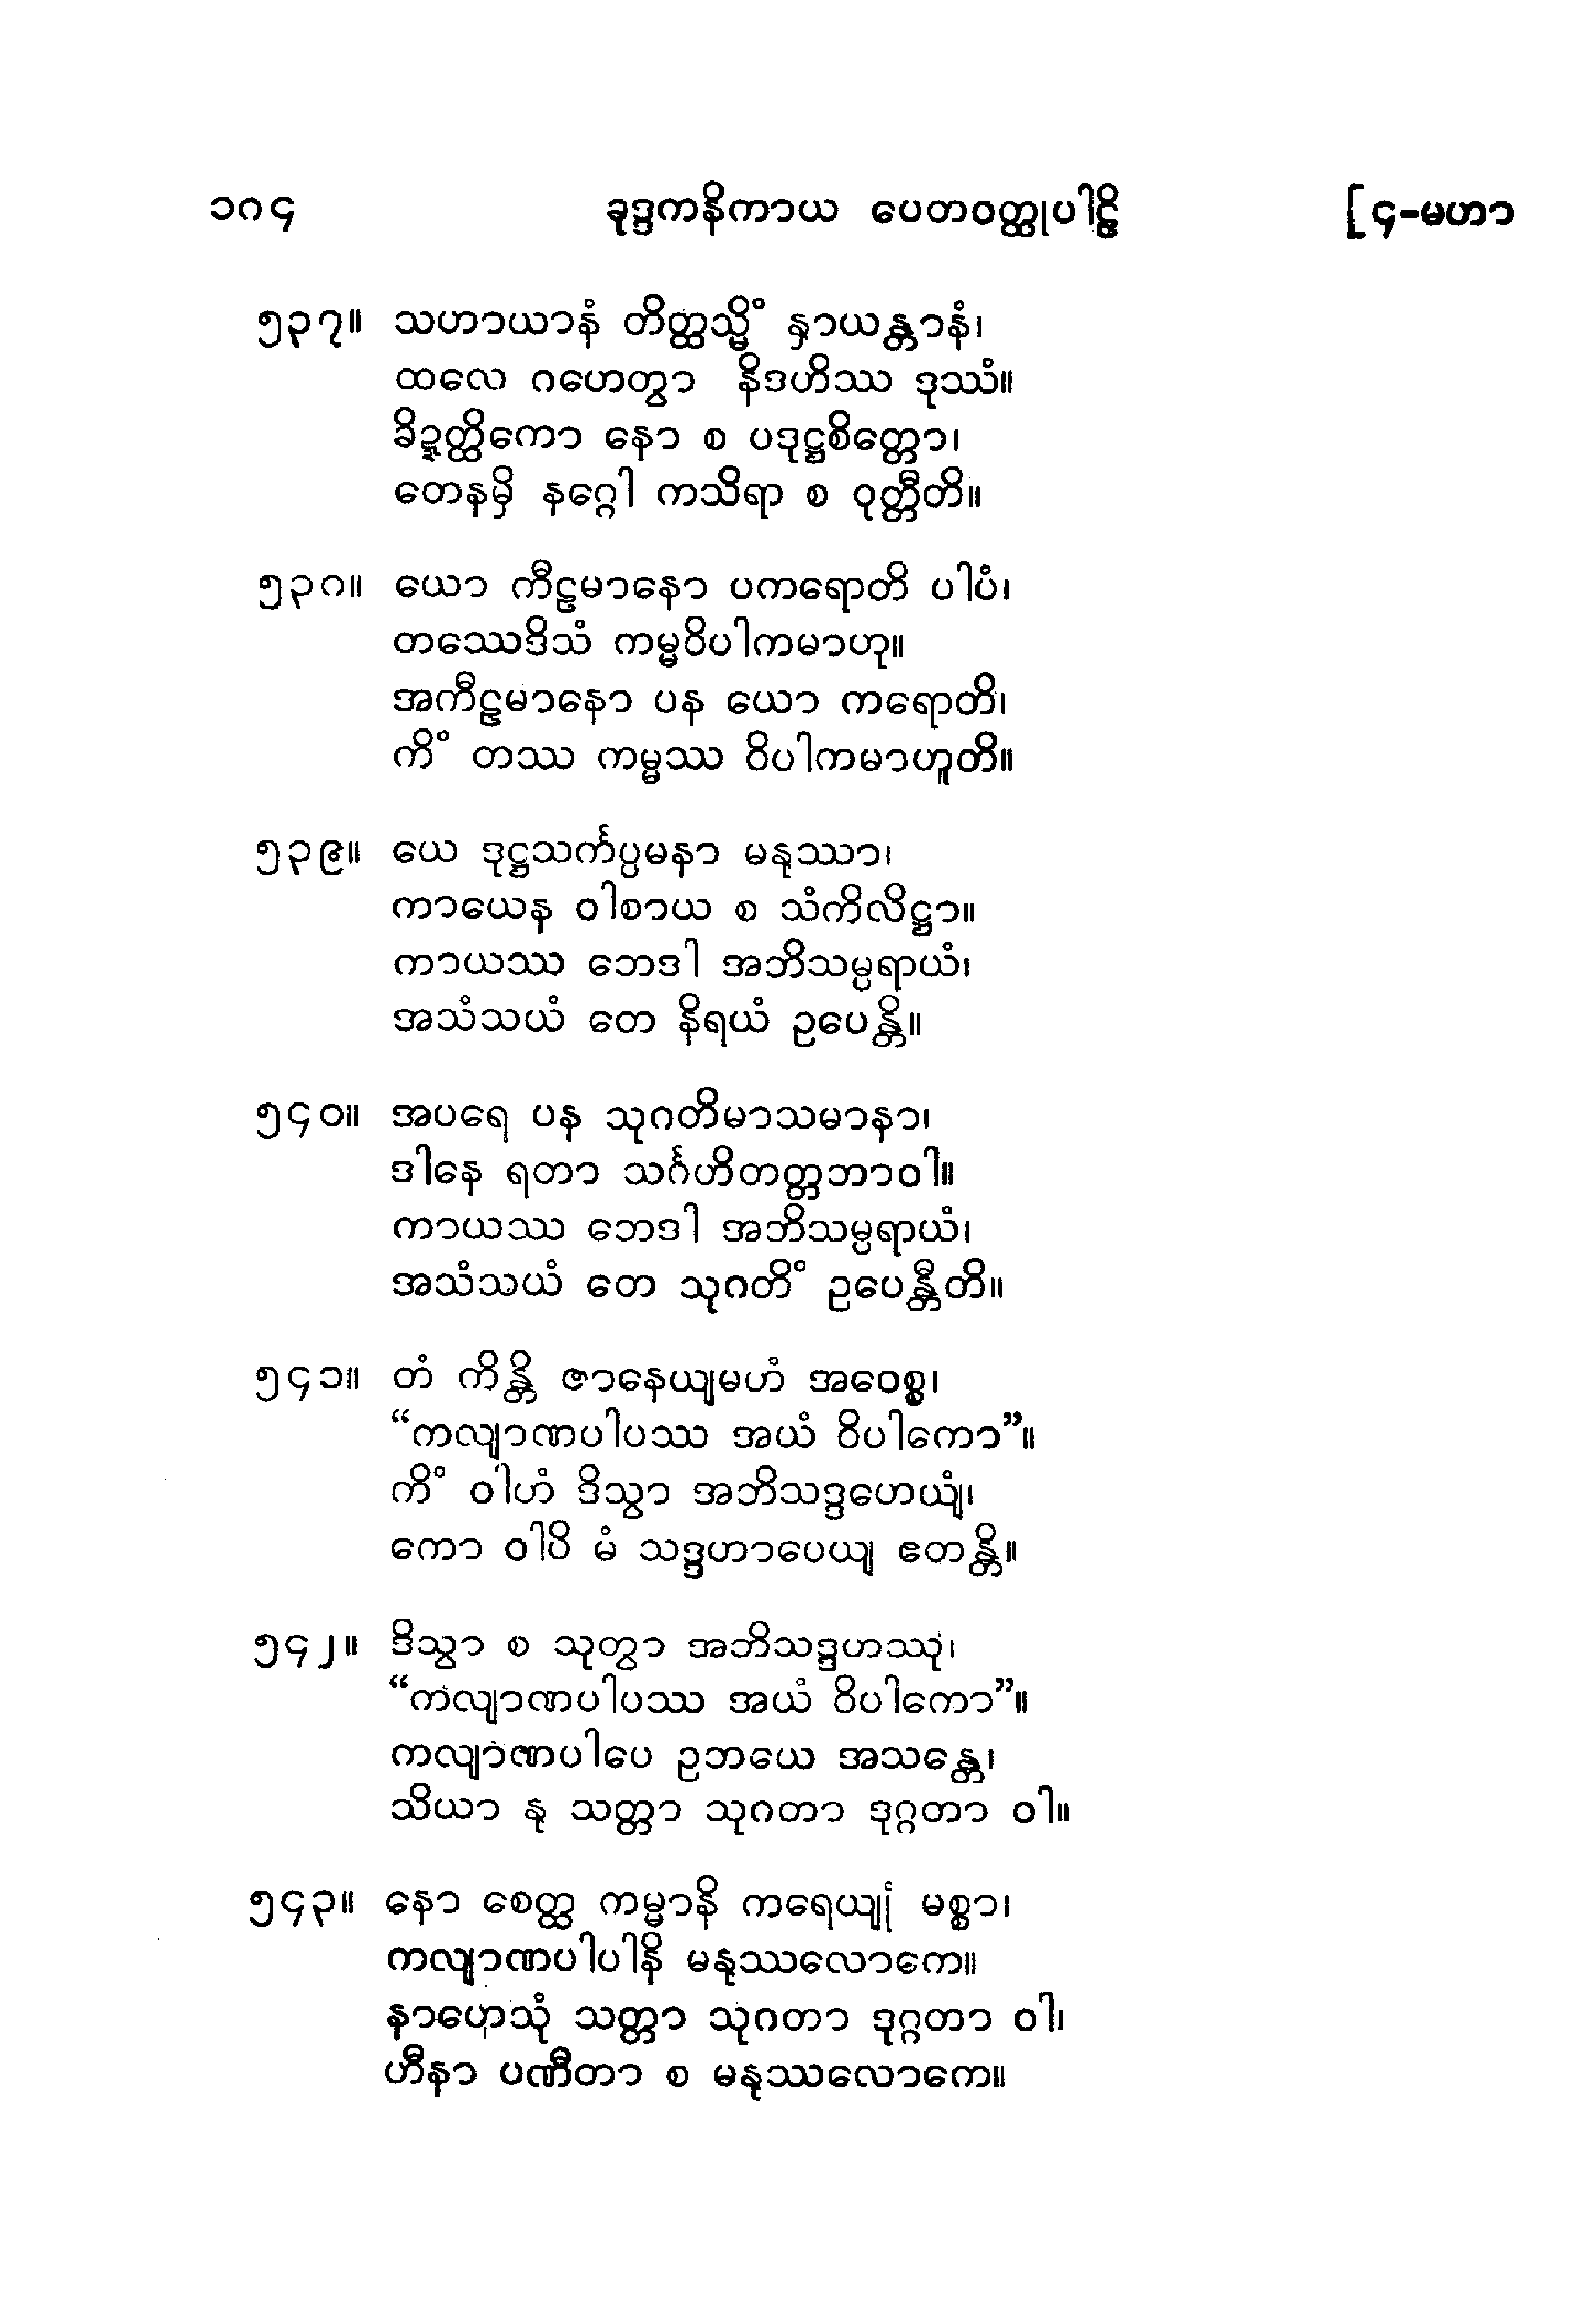 ၁၈၄ ခုဒ္ဒကနိကာယ ပေတဝတ္ထုပါဠိ [၄-မဟာ
၅၃၇။ သဟာယာနံ တိတ္ထသ္မိံ နှာယန္တာနံ၊
ထလေ ဂဟေတွာ နိဒဟိဿ ဒုဿံ။
ခိဍ္ဍတ္ထိကော နော စ ပဒုဋ္ဌစိတ္တော၊
တေနမှိ နဂ္ဂေါ ကသိရာ စ ဝုတ္တီတိ။
၅၃၈။ ယော ကီဠမာနော ပကရောတိ ပါပံ၊
တဿေဒိသံ ကမ္မဝိပါကမာဟု။
အကီဠမာနော ပန ယော ကရောတိ၊
ကိံ တဿ ကမ္မဿ ဝိပါကမာဟူတိ။
၅၃၉။ ယေ ဒုဋ္ဌသင်္ကပ္ပမနာ မနုဿာ၊
ကာယေန ဝါစာယ စ သံကိလိဋ္ဌာ။
ကာယဿ ဘေဒါ အဘိသမ္ပရာယံ၊
အသံသယံ တေ နိရယံ ဥပေန္တိ။
၅၄၀။ အပရေ ပန သုဂတိမာသမာနာ၊
ဒါနေ ရတာ သင်္ဂဟိတတ္တဘာဝါ။
ကာယဿ ဘေဒါ အဘိသမ္ပရာယံ၊
အသံသယံ တေ သုဂတိံ ဥပေန္တီတိ။
၅၄၁။ တံ ကိန္တိ ဇာနေယျမဟံ အဝေစ္စ၊
“ကလျာဏပါပဿ အယံ ဝိပါကော”။
ကိံ ဝါဟံ ဒိသွာ အဘိသဒ္ဒဟေယျံ၊
ကော ဝါပိ မံ သဒ္ဒဟာပေယျ ဧတန္တိ။
၅၄၂။ ဒိသွာ စ သုတွာ အဘိသဒ္ဒဟဿု၊
“ကလျာဏပါပဿ အယံ ဝိပါကော”။
ကလျာဏပါပေ ဥဘယေ အသန္တေ၊
သိယာ နု သတ္တာ သုဂတာ ဒုဂ္ဂတာ ဝါ။
၅၄၃။ နော စေတ္ထ ကမ္မာနိ ကရေယျုံ မစ္စာ၊
ကလျာဏပါပါနိ မနုဿလောကေ။
နာဟေသုံ သတ္တာ သုဂတာ ဒုဂ္ဂတာ ဝါ၊
ဟီနာ ပဏီတာ စ မနုဿလောကေ။